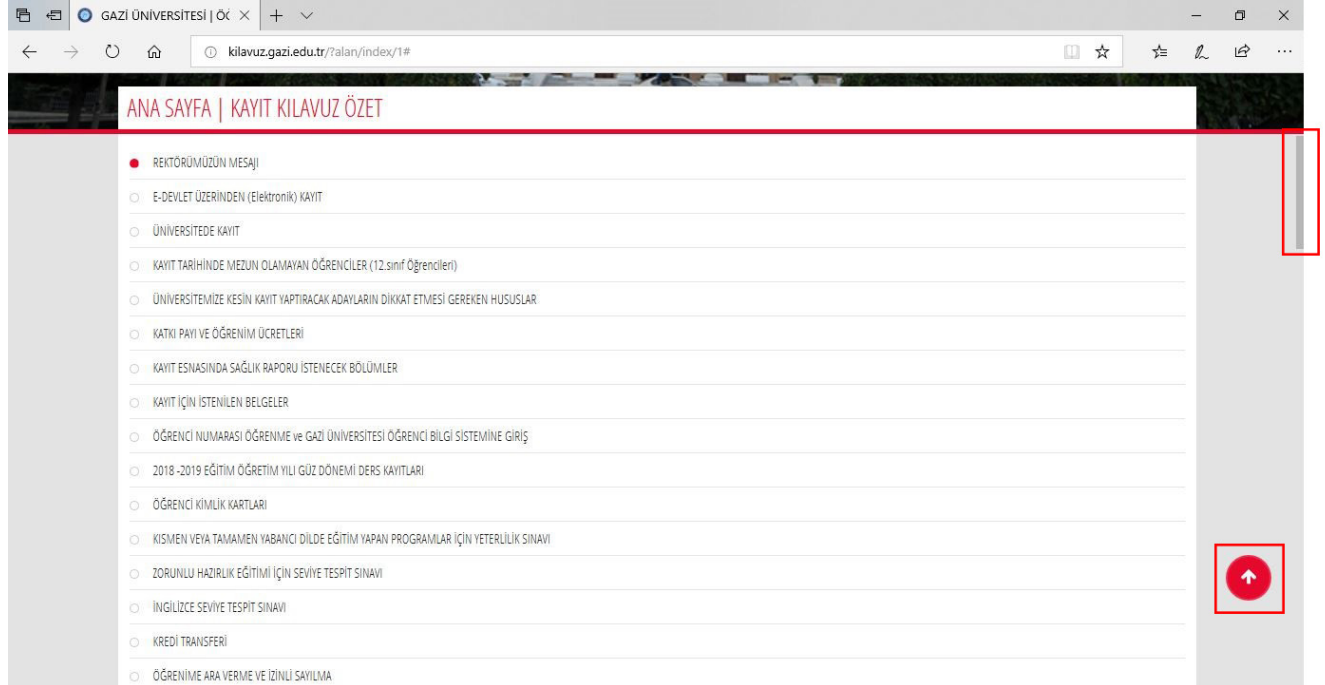 GAZİ ÜNİVERSİTESİ | ÖĞ
kilavuz.gazi.edu.tr/?alan/index/1#
ANA SAYFA | KAYIT KILAVUZ ÖZET
REKTÖRÜMÜZÜN MESAJI
E-DEVLET ÜZERİNDEN (Elektronik) KAYIT
ÜNİVERSİTEDE KAYIT
KAYIT TARİHİNDE MEZUN OLAMAYAN ÖĞRENCİLER (12.sınıf Öğrencileri)
ÜNİVERSİTEMİZE KESİN KAYIT YAPTIRACAK ADAYLARIN DİKKAT ETMESİ GEREKEN HUSUSLAR
KATKI PAYI VE ÖĞRENİM ÜCRETLERİ
KAYIT ESNASINDA SAĞLIK RAPORU İSTENECEK BÖLÜMLER
KAYIT İÇİN İSTENİLEN BELGELER
ÖĞRENCİ NUMARASI ÖĞRENME ve GAZİ ÜNİVERSİTESİ ÖĞRENCİ BİLGİ SİSTEMİNE GİRİŞ
2018 -2019 EĞİTİM ÖĞRETİM YILI GÜZ DÖNEMİ DERS KAYITLARI
ÖĞRENCİ KİMLİK KARTLARI
KISMEN VEYA TAMAMEN YABANCI DİLDE EĞİTİM YAPAN PROGRAMLAR İÇİN YETERLİLİK SINAVI
ZORUNLU HAZIRLIK EĞİTİMİ İÇİN SEVİYE TESPİT SINAVI
İNGİLİZCE SEVİYE TESPİT SINAVI
KREDİ TRANSFERİ
ÖĞRENİME ARA VERME VE İZİNLİ SAYILMA